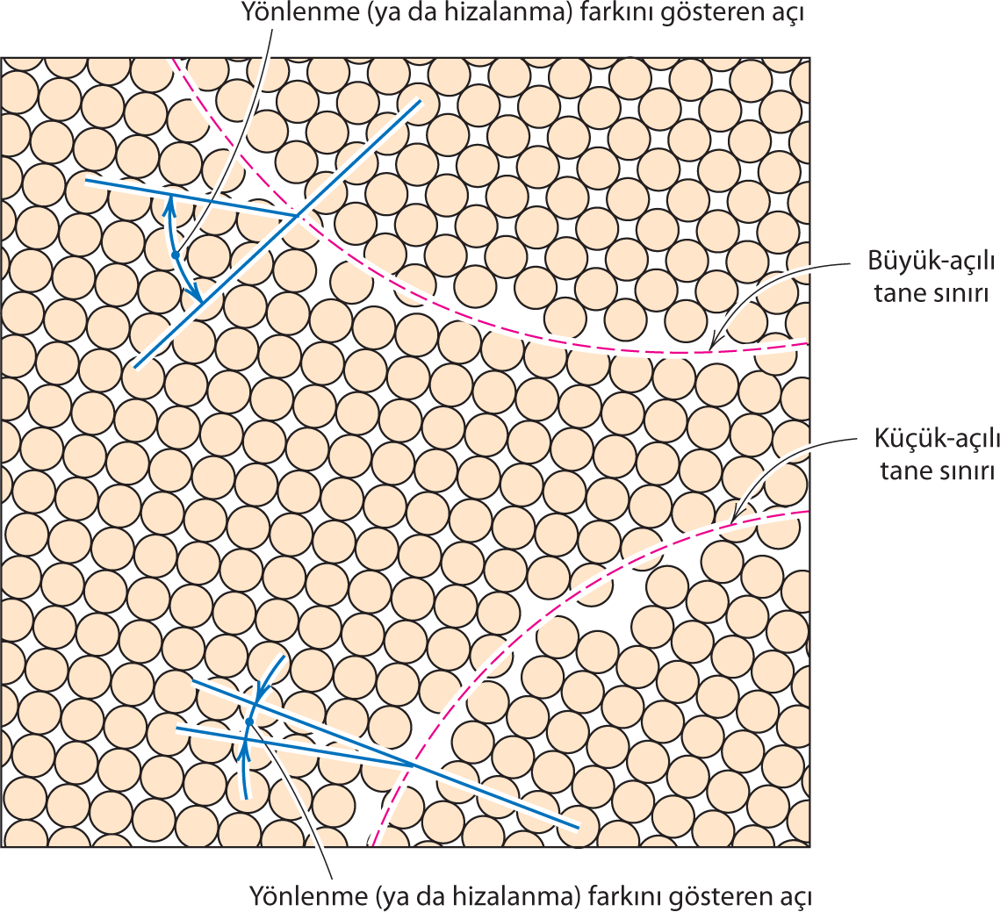 Yönlenme (ya da hizalanma) farkını gösteren açı
Büyük-açılı
tane sınırı
Küçük-açılı
tane sınırı
Yönlenme (ya da hizalanma) farkını gösteren açı